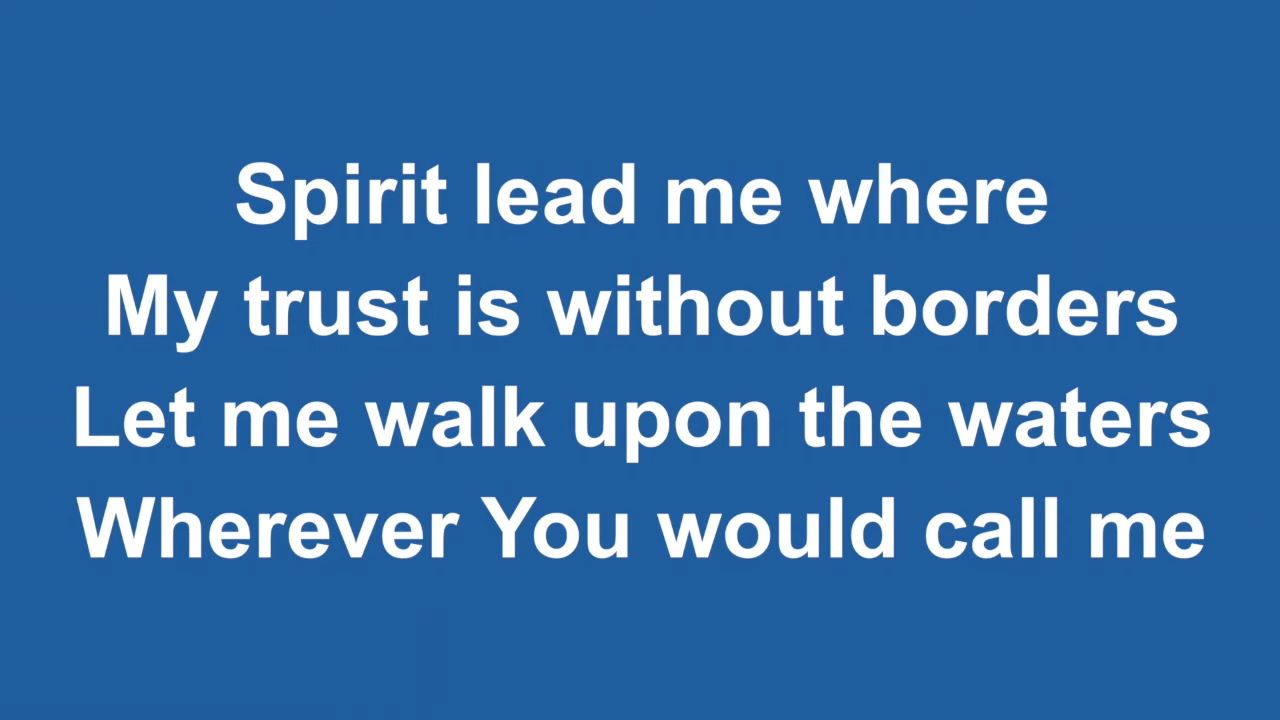 Spirit lead me where
My trust is without borders
Let me walk upon the waters
Wherever You would call me